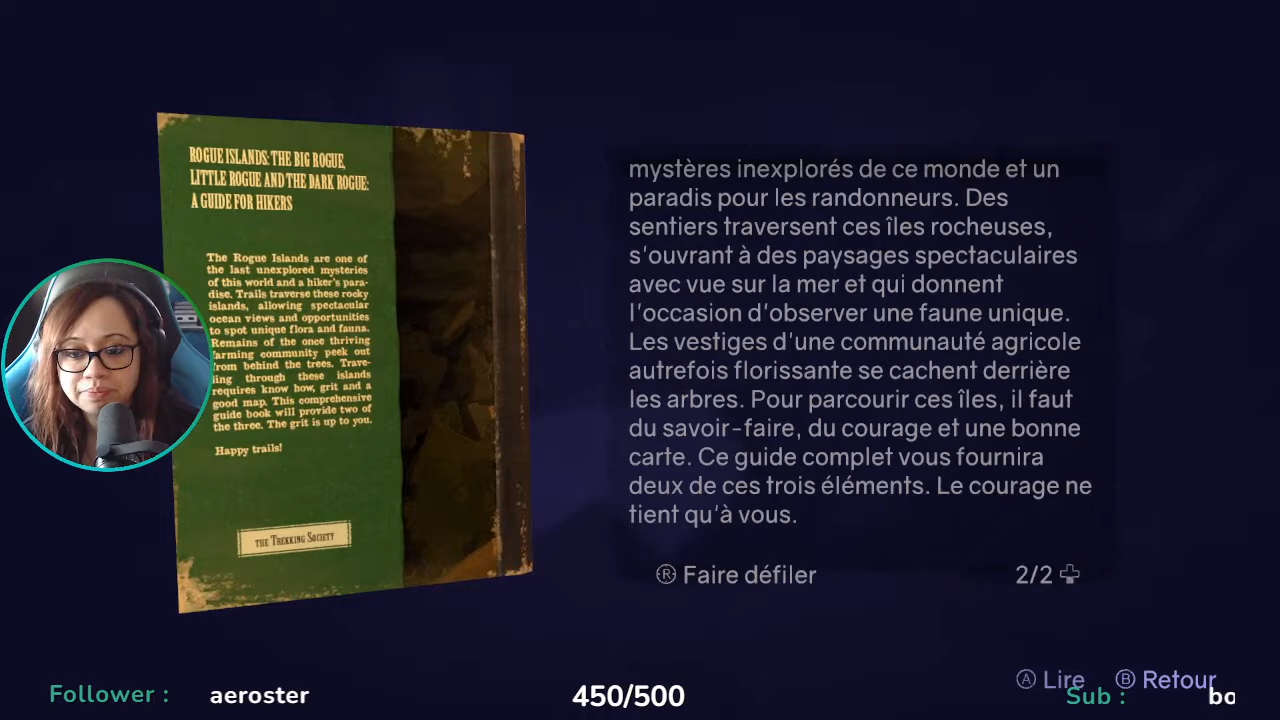 ROGUE ISLANDS: THE BIG ROGUE,
LITTLE ROGUE AND THE DARK ROGUE:
A GUIDE FOR HIKERS
The Rogue Islands are one of
the last unexplored mysteries
of this world and a hiker's para-
dise. Trails traverse these rocky
islands, allowing spectacular
ocean views and opportunities
to spot unique flora and fauna.
Remains of the once thriving
farming community peek out
from behind the trees. Trave-
ling through these islands
requires know how, grit and a
good map. This comprehensive
guide book will provide two of
the three. The grit is up to you.
Happy trails!
THE TREKKING SOCIETY
mystères inexplorés de ce monde et un
paradis pour les randonneurs. Des
sentiers traversent ces îles rocheuses,
s'ouvrant à des paysages spectaculaires
avec vue sur la mer et qui donnent
l'occasion d'observer une faune unique.
Les vestiges d'une communauté agricole
autrefois florissante se cachent derrière
les arbres. Pour parcourir ces îles, il faut
du savoir-faire, du courage et une bonne
carte. Ce guide complet vous fournira
deux de ces trois éléments. Le courage ne
tient qu'à vous.
R Faire défiler 2/2
A Lire B Retour
Follower : aeroster 450/500 Sub : bo